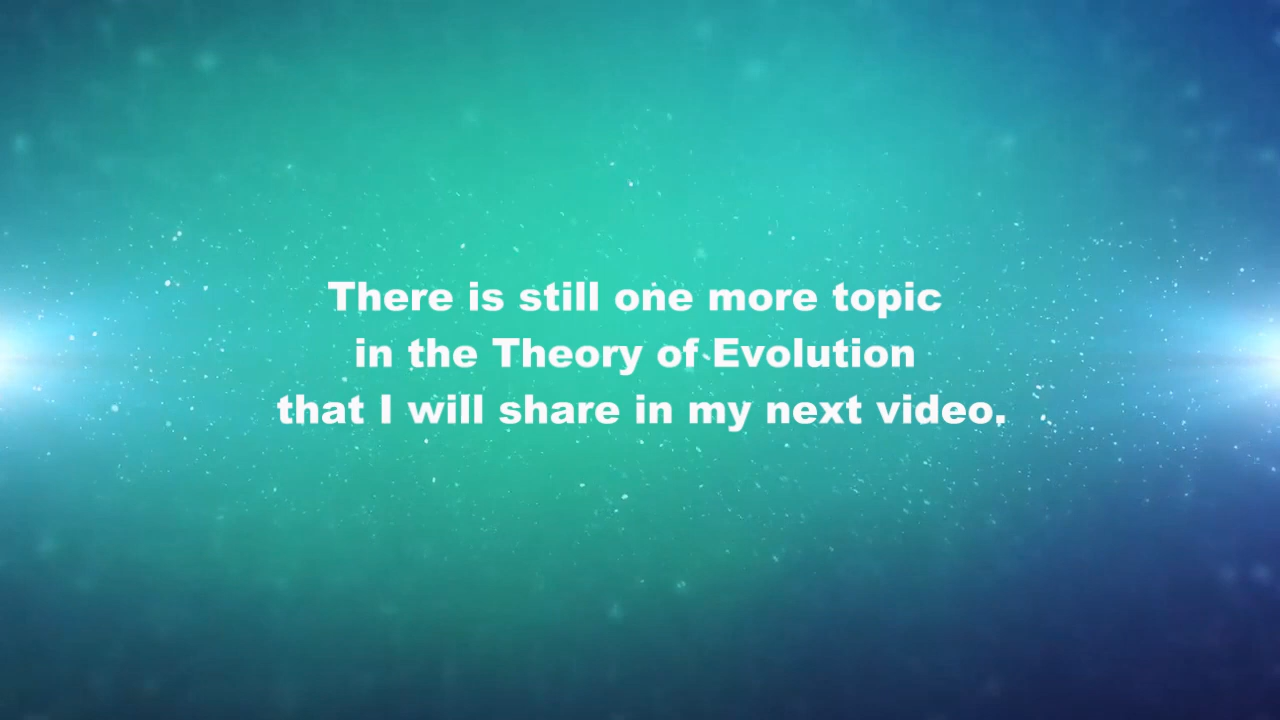 There is still one more topic
in the Theory of Evolution
that I will share in my next video.